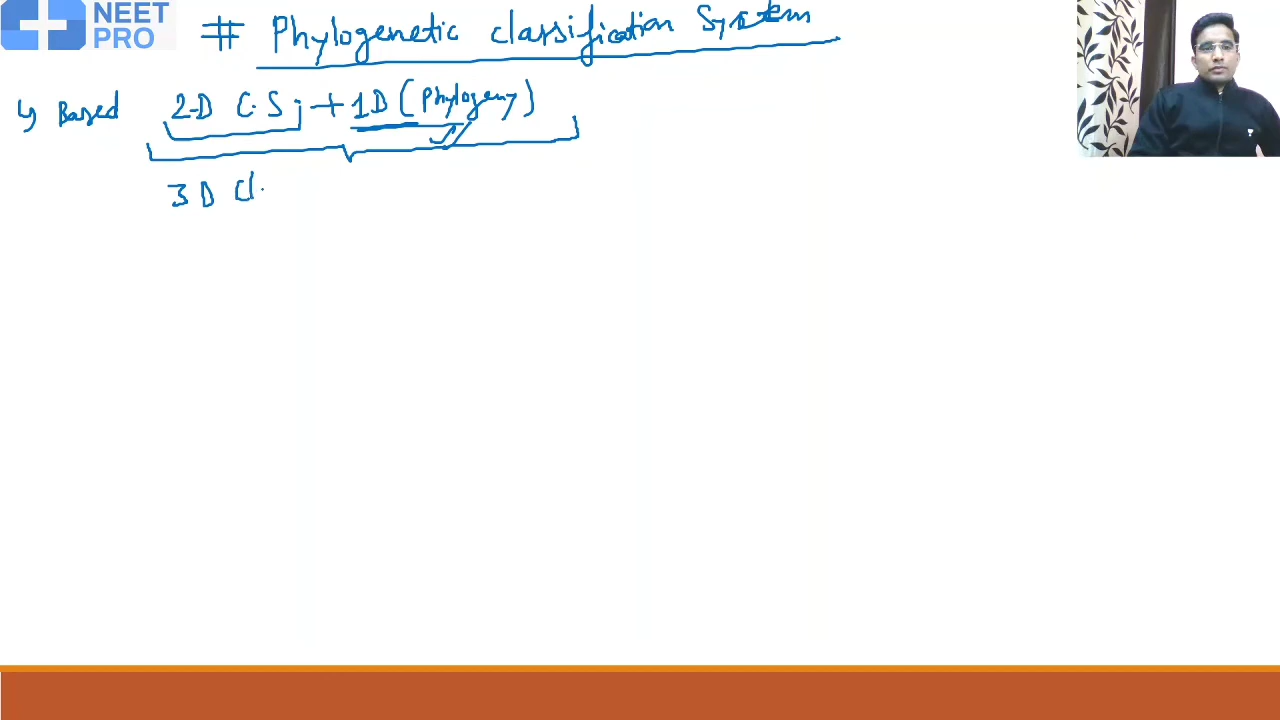 NEET
PRO
# Phylogenetic classification System
↳ Based 2-D C.S; + 1D (Phylogeny)
3D Cl.